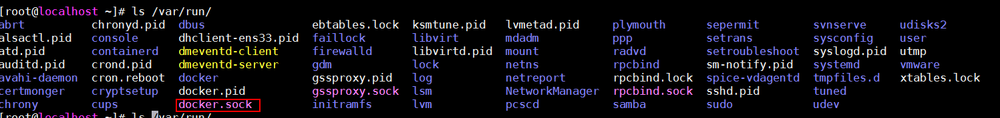 [root@localhost ~]# ls /var/run/
abrt chronyd.pid dbus ebtables.lock ksmtune.pid lvmetad.pid plymouth sepermit svnserve udisks2
alsactl.pid console dhclient-ens33.pid faillock libvirt mdadm ppp setrans sysconfig user
atd.pid containerd dmeventd-client firewalld libvirtd.pid mount radvd setroubleshoot syslogd.pid utmp
auditd.pid crond.pid dmeventd-server gdm lock netns rpcbind sm-notify.pid systemd vmware
avahi-daemon cron.reboot docker gssproxy.pid log netreport rpcbind.lock spice-vdagentd tmpfiles.d xtables.lock
certmonger cryptsetup docker.pid gssproxy.sock lsm NetworkManager rpcbind.sock sshd.pid tuned
chrony cups docker.sock initramfs lvm pcscd samba sudo udev
[root@localhost ~]# ls /var/run/